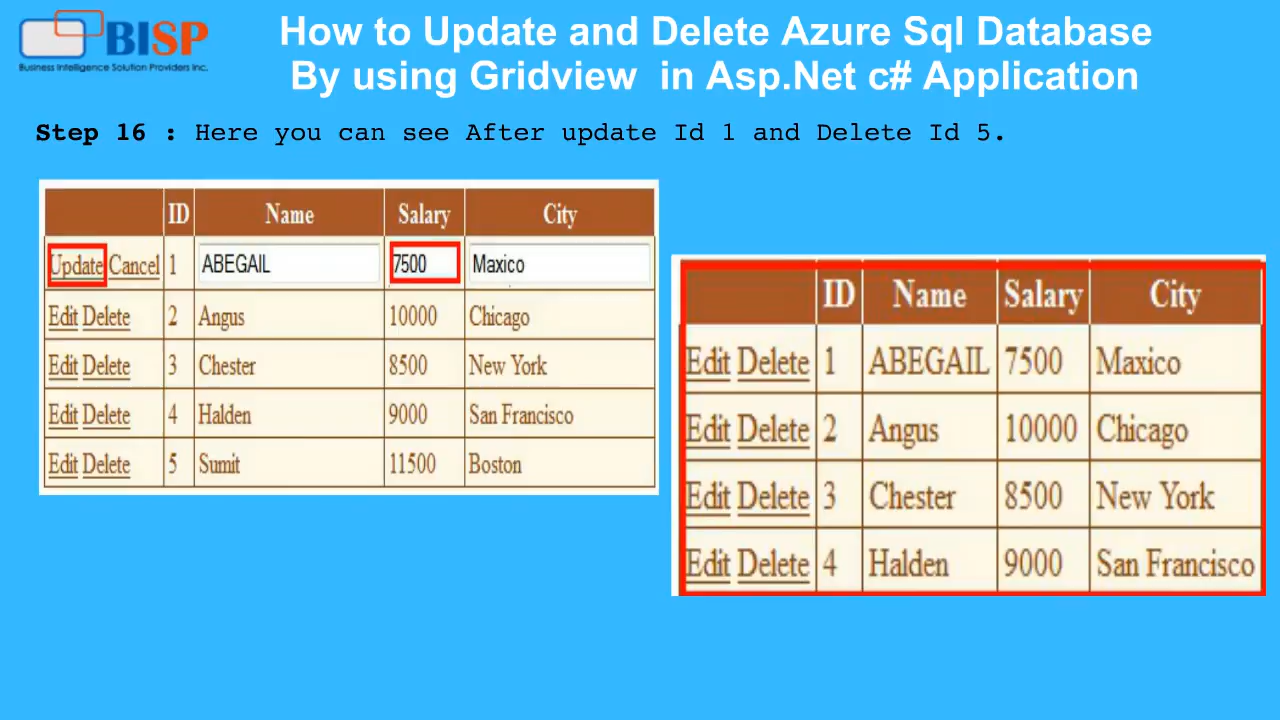 BISP
Business Intelligence Solution Providers Inc.
How to Update and Delete Azure Sql Database
By using Gridview in Asp.Net c# Application
Step 16 : Here you can see After update Id 1 and Delete Id 5.
ID Name Salary City
Update Cancel 1 ABEGAIL 7500 Maxico
Edit Delete 2 Angus 10000 Chicago
Edit Delete 3 Chester 8500 New York
Edit Delete 4 Halden 9000 San Francisco
Edit Delete 5 Sumit 11500 Boston
ID Name Salary City
Edit Delete 1 ABEGAIL 7500 Maxico
Edit Delete 2 Angus 10000 Chicago
Edit Delete 3 Chester 8500 New York
Edit Delete 4 Halden 9000 San Francisco